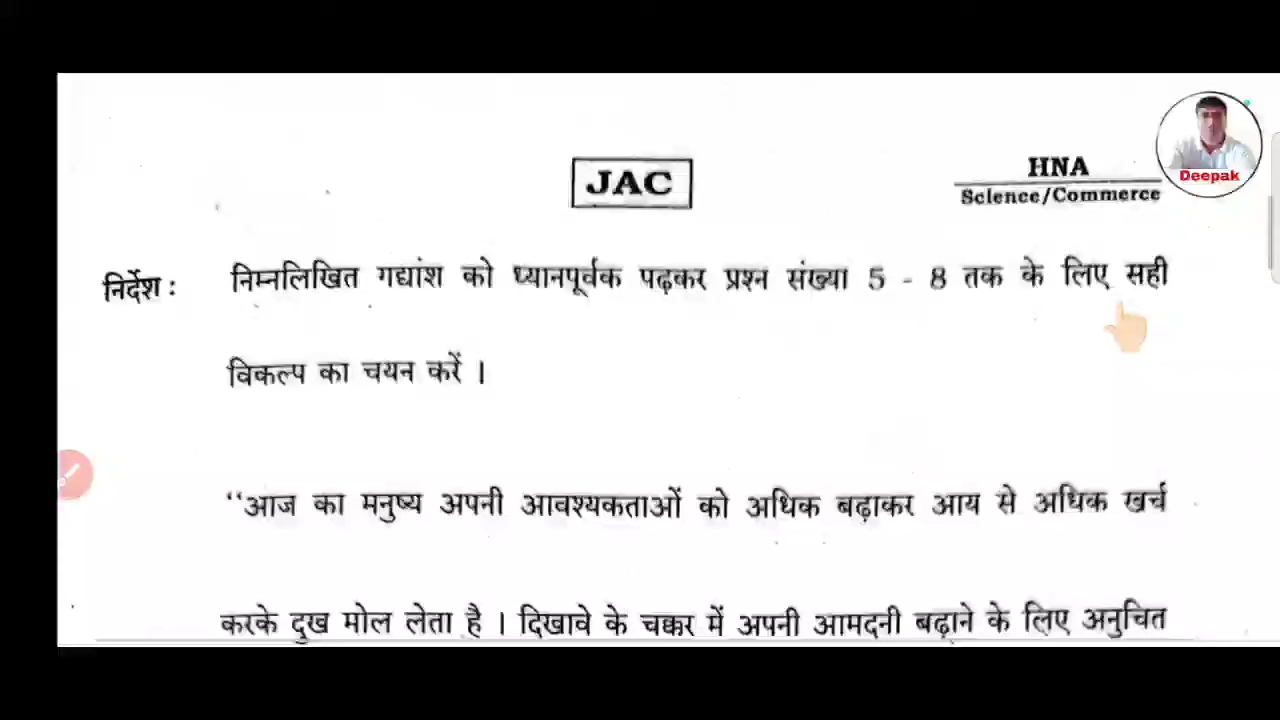 JAC
HNA
Science/Commerce
Deepak
निर्देश : निम्नलिखित गद्यांश को ध्यानपूर्वक पढ़कर प्रश्न संख्या 5 - 8 तक के लिए सही
विकल्प का चयन करें ।
‘‘आज का मनुष्य अपनी आवश्यकताओं को अधिक बढ़ाकर आय से अधिक खर्च
करके दुख मोल लेता है । दिखावे के चक्कर में अपनी आमदनी बढ़ाने के लिए अनुचित